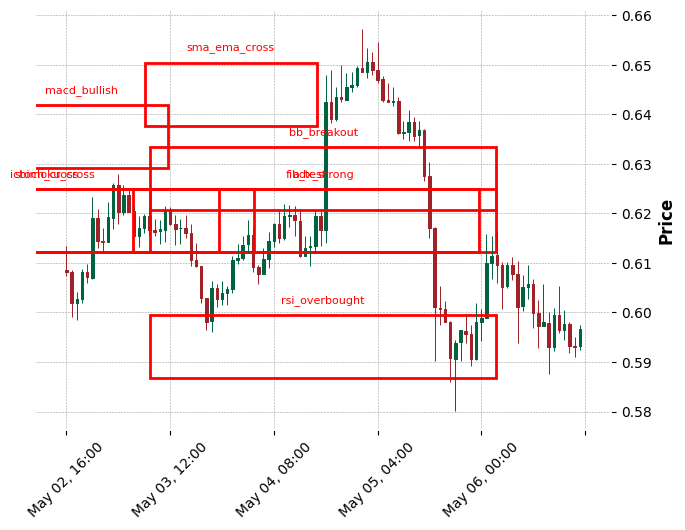 0.66
sma_ema_cross
0.65
macd_bullish
0.64
bb_breakout
0.63
0.62
0.61
rsi_overbought
0.60
0.59
0.58
Price
May 02, 16:00
May 03, 12:00
May 04, 08:00
May 05, 04:00
May 06, 00:00